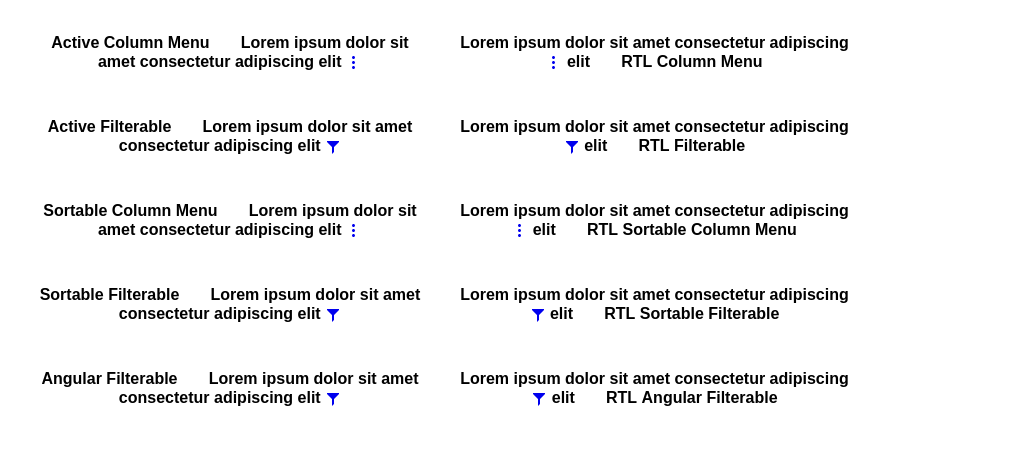 Active Column Menu Lorem ipsum dolor sit
amet consectetur adipiscing elit
Lorem ipsum dolor sit amet consectetur adipiscing
elit RTL Column Menu
Active Filterable Lorem ipsum dolor sit amet
consectetur adipiscing elit
Lorem ipsum dolor sit amet consectetur adipiscing
elit RTL Filterable
Sortable Column Menu Lorem ipsum dolor sit
amet consectetur adipiscing elit
Lorem ipsum dolor sit amet consectetur adipiscing
elit RTL Sortable Column Menu
Sortable Filterable Lorem ipsum dolor sit amet
consectetur adipiscing elit
Lorem ipsum dolor sit amet consectetur adipiscing
elit RTL Sortable Filterable
Angular Filterable Lorem ipsum dolor sit amet
consectetur adipiscing elit
Lorem ipsum dolor sit amet consectetur adipiscing
elit RTL Angular Filterable